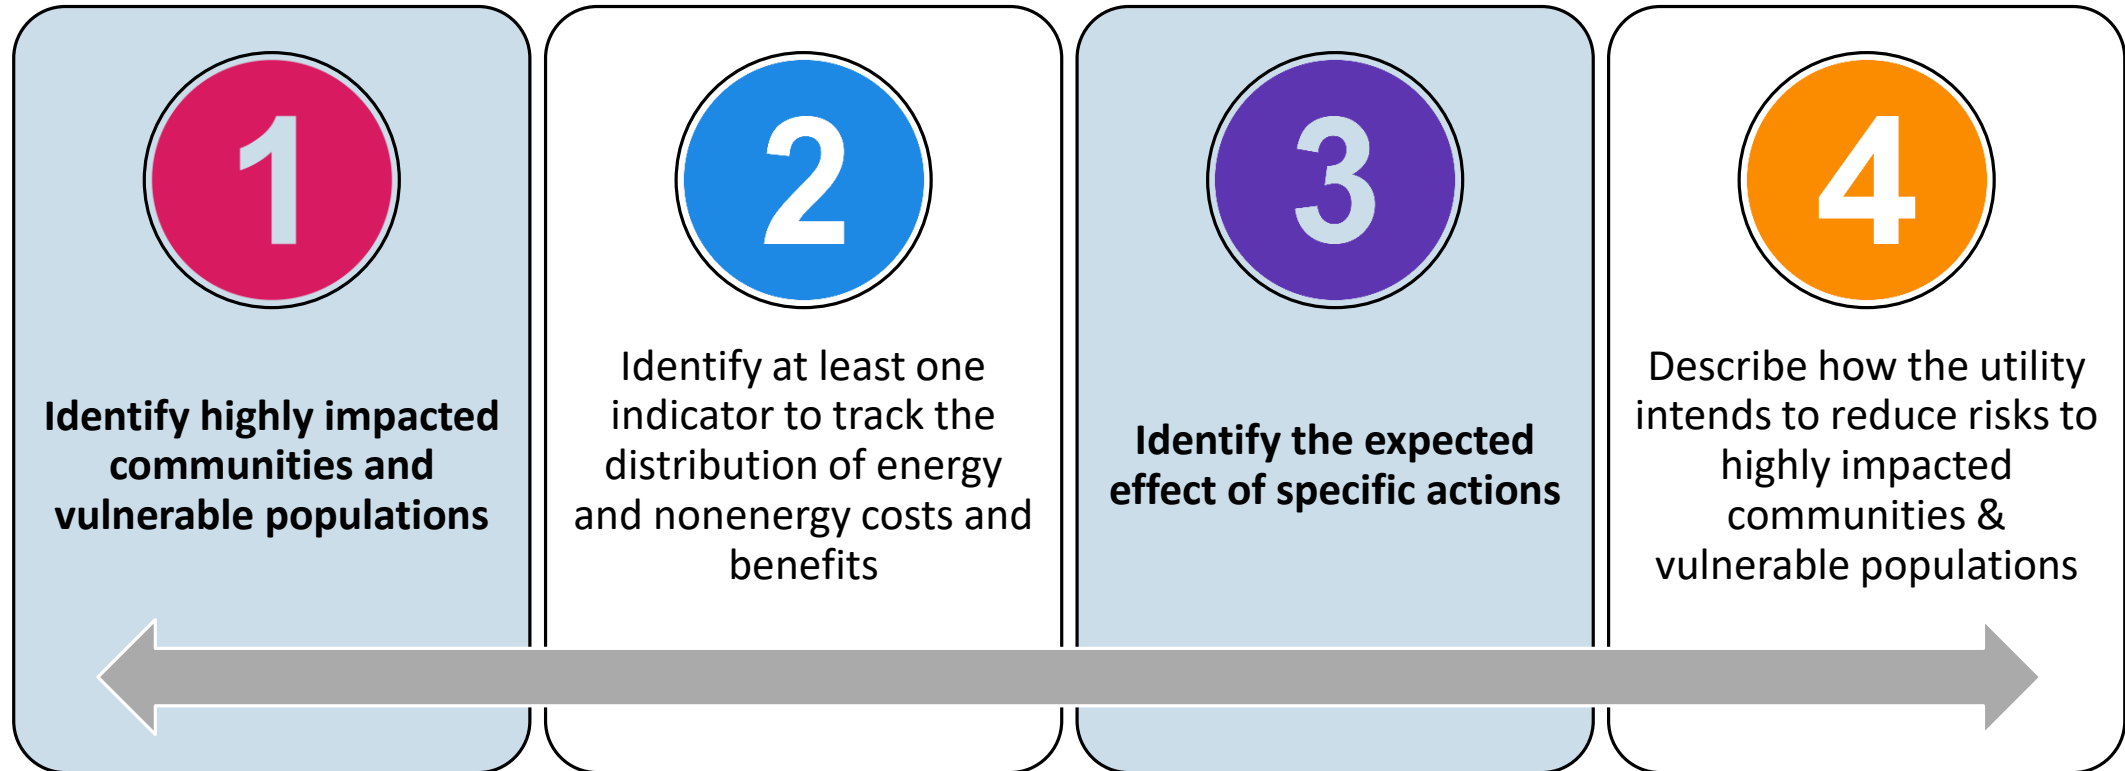 1
Identify highly impacted
communities and
vulnerable populations
2
Identify at least one
indicator to track the
distribution of energy
and nonenergy costs and
benefits
3
Identify the expected
effect of specific actions
4
Describe how the utility
intends to reduce risks to
highly impacted
communities &
vulnerable populations